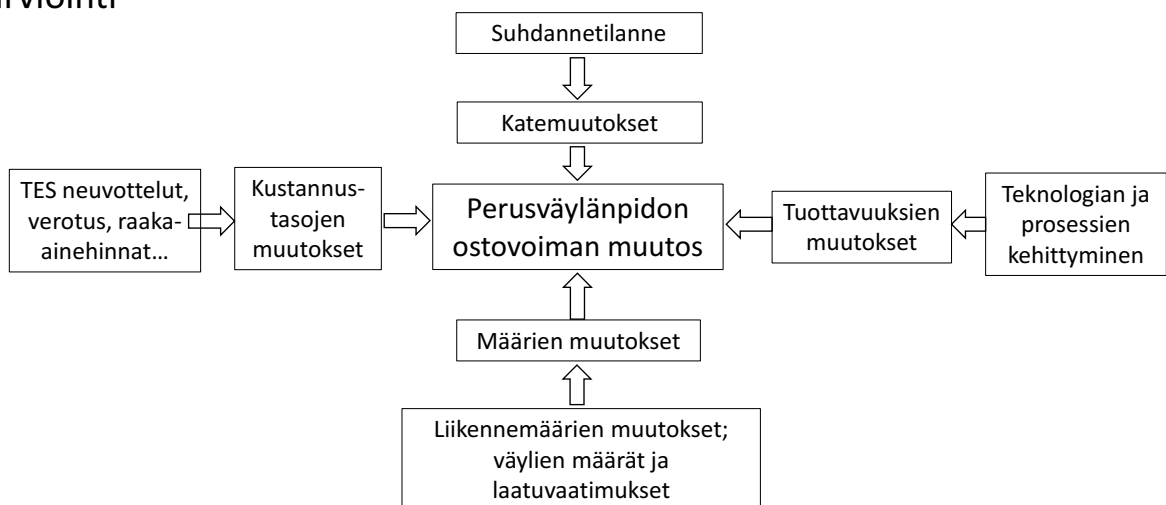 Suhdannetilanne
Katemuutokset
TES neuvottelut,
verotus, raaka-
ainehinnat…
Kustannus-
tasojen
muutokset
Perusväylänpidon
ostovoiman muutos
Tuottavuuksien
muutokset
Teknologian ja
prosessien
kehittyminen
Määrien muutokset
Liikennemäärien muutokset;
väylien määrät ja
laatuvaatimukset